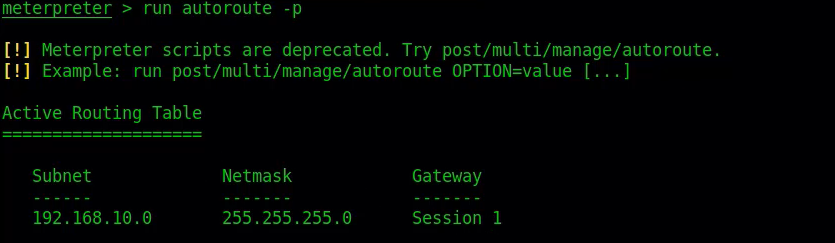 meterpreter > run autoroute -p
[!] Meterpreter scripts are deprecated. Try post/multi/manage/autoroute.
[!] Example: run post/multi/manage/autoroute OPTION=value [...]
Active Routing Table
====================
Subnet Netmask Gateway
------ ------- -------
192.168.10.0 255.255.255.0 Session 1